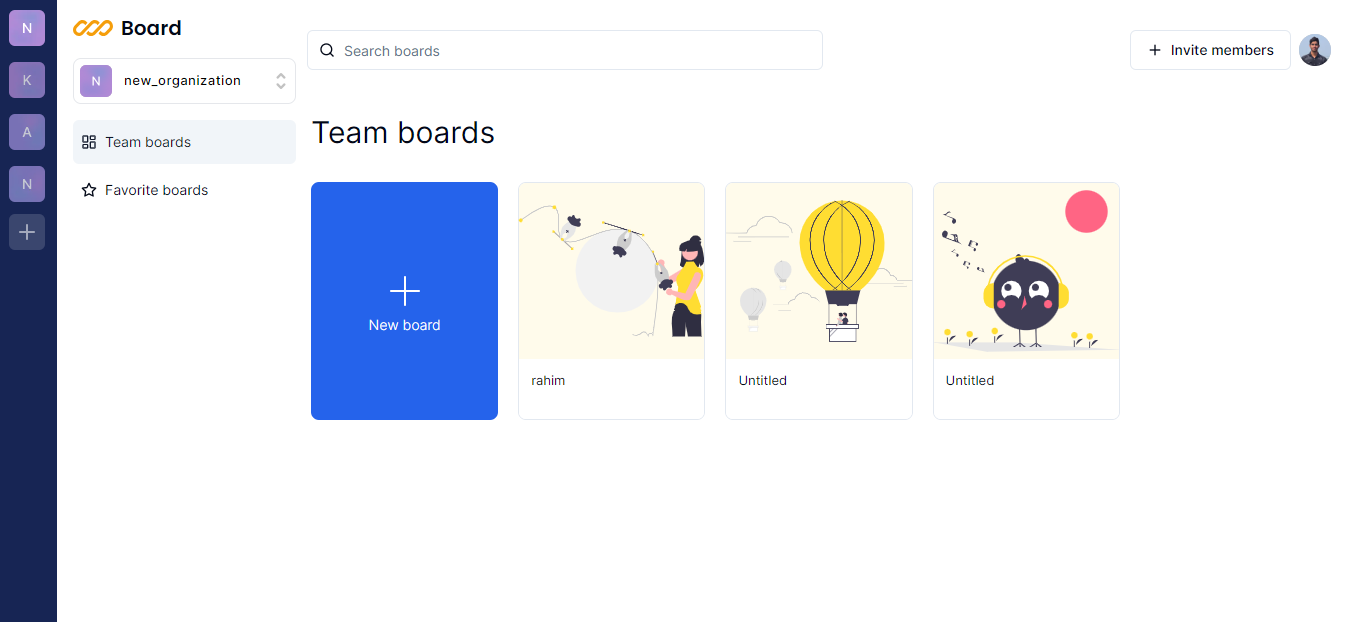 N
K
A
N
Board
N new_organization
Team boards
Favorite boards
Search boards
Invite members
Team boards
New board
rahim
Untitled
Untitled